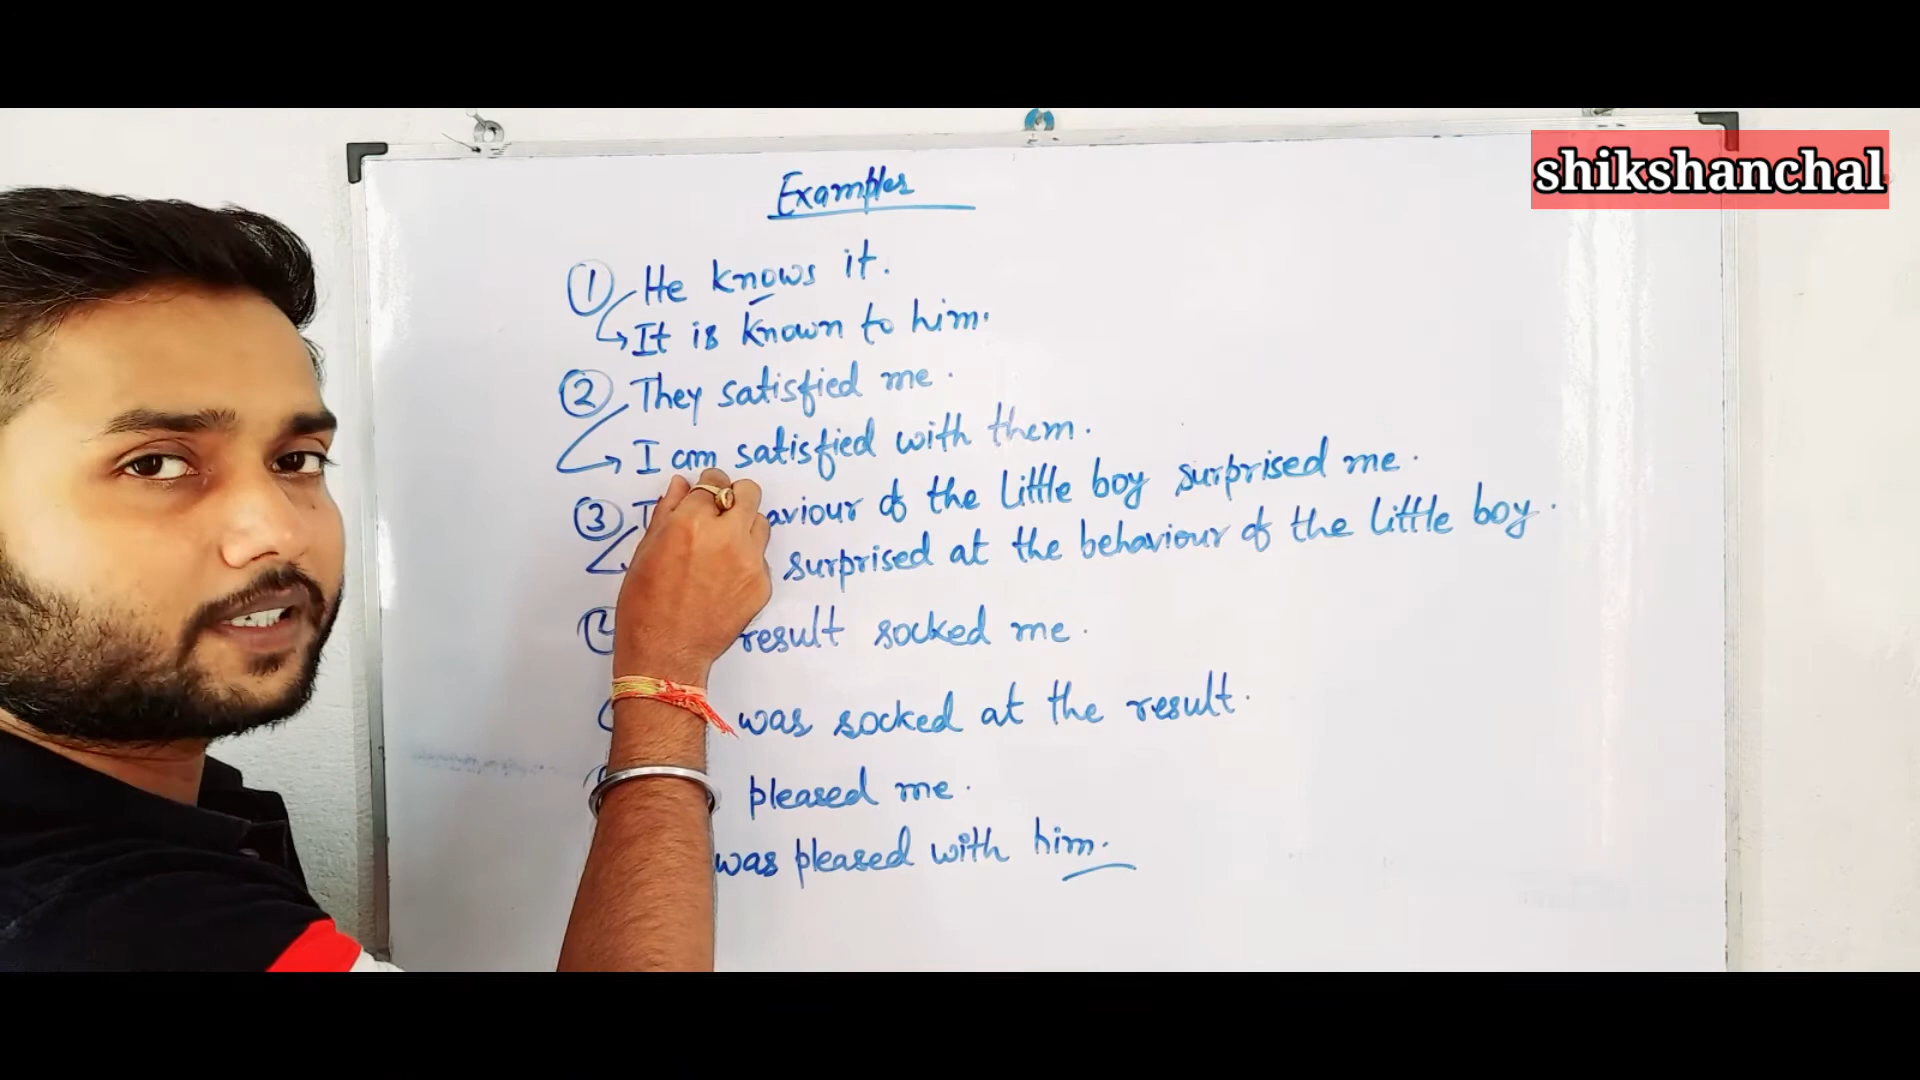 shikshanchal
Examples
1 He knows it.
It is known to him.
2 They satisfied me.
I am satisfied with them.
3 aviour of the little boy surprised me.
surprised at the behaviour of the little boy.
result socked me.
was socked at the result.
pleased me.
was pleased with him.